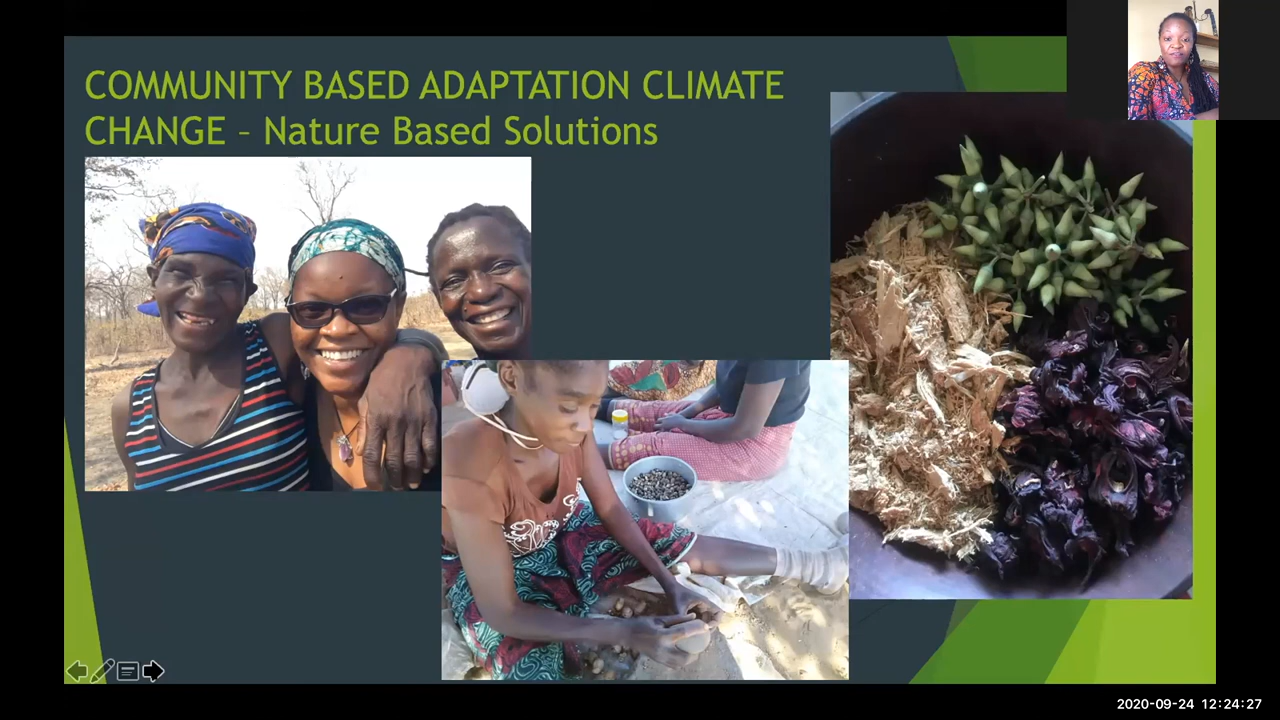 COMMUNITY BASED ADAPTATION CLIMATE
CHANGE – Nature Based Solutions
2020-09-24 12:24:27